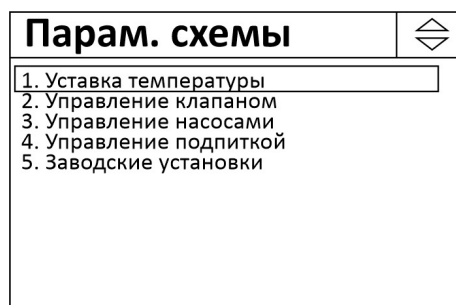 Парам. схемы
1. Уставка температуры
2. Управление клапаном
3. Управление насосами
4. Управление подпиткой
5. Заводские установки